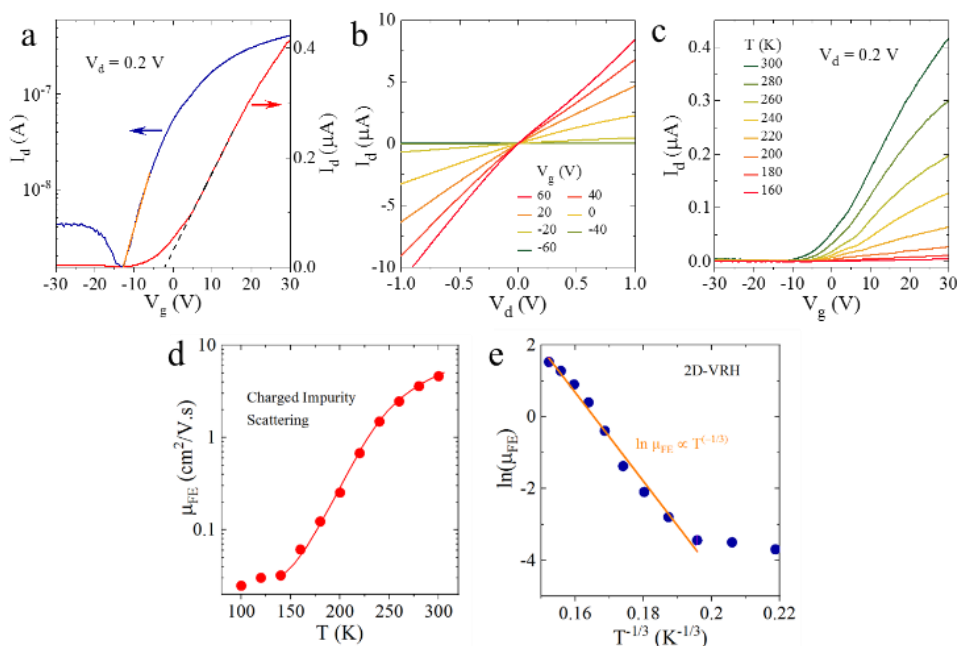 a
V_d = 0.2 V
I_d (A)
10^-7
10^-8
0.4
0.2
0.0
I_d (µA)
-30 -20 -10 0 10 20 30
V_g (V)
b
I_d (µA)
10
5
0
-5
-10
V_g (V)
60 40
20 0
-20 -40
-60
-1.0 -0.5 0.0 0.5 1.0
V_d (V)
c
I_d (µA)
0.4
0.3
0.2
0.1
0.0
T (K)
300
280
260
240
220
200
180
160
V_d = 0.2 V
-30 -20 -10 0 10 20 30
V_g (V)
d
µ_FE (cm^2/V.s)
10
1
0.1
Charged Impurity
Scattering
100 150 200 250 300
T (K)
e
ln(µ_FE)
2
0
-2
-4
2D-VRH
ln µ_FE ∝ T^(-1/3)
0.16 0.18 0.2 0.22
T^-1/3 (K^-1/3)